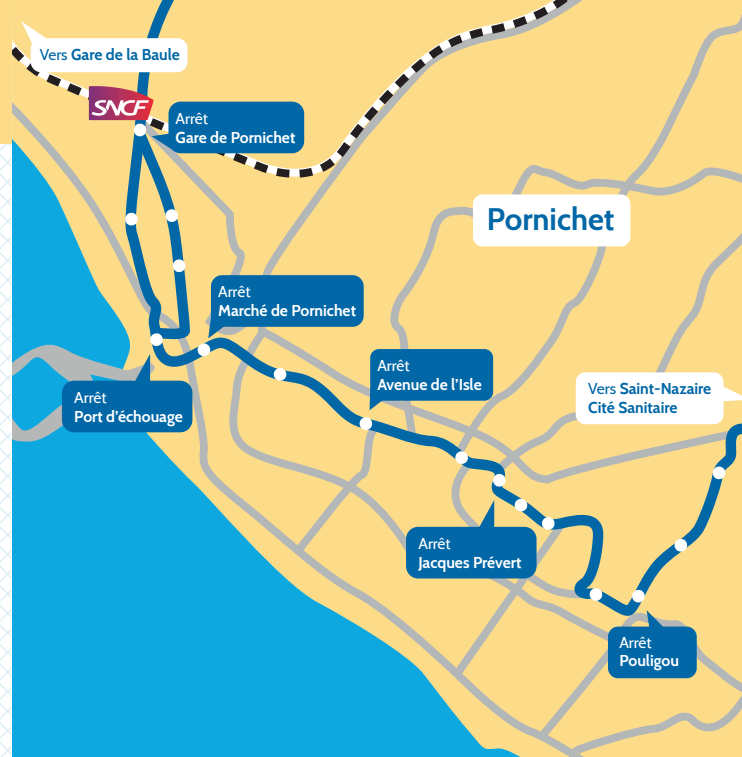 Vers Gare de la Baule
SNCF
Arrêt
Gare de Pornichet
Pornichet
Arrêt
Marché de Pornichet
Arrêt
Avenue de l'Isle
Vers Saint-Nazaire
Cité Sanitaire
Arrêt
Port d'échouage
Arrêt
Jacques Prévert
Arrêt
Pouligou